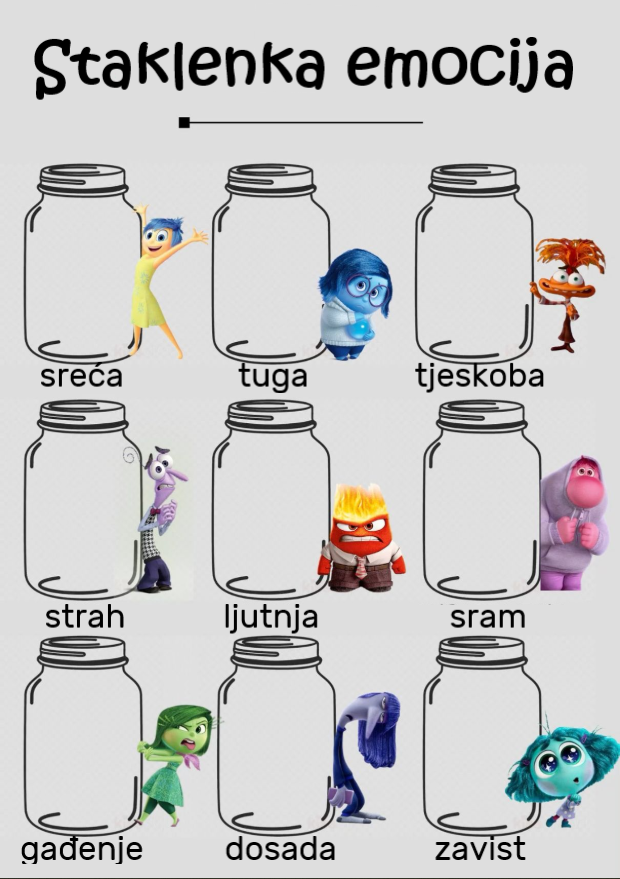 Staklenka emocija
sreća tuga tjeskoba
strah ljutnja sram
gađenje dosada zavist